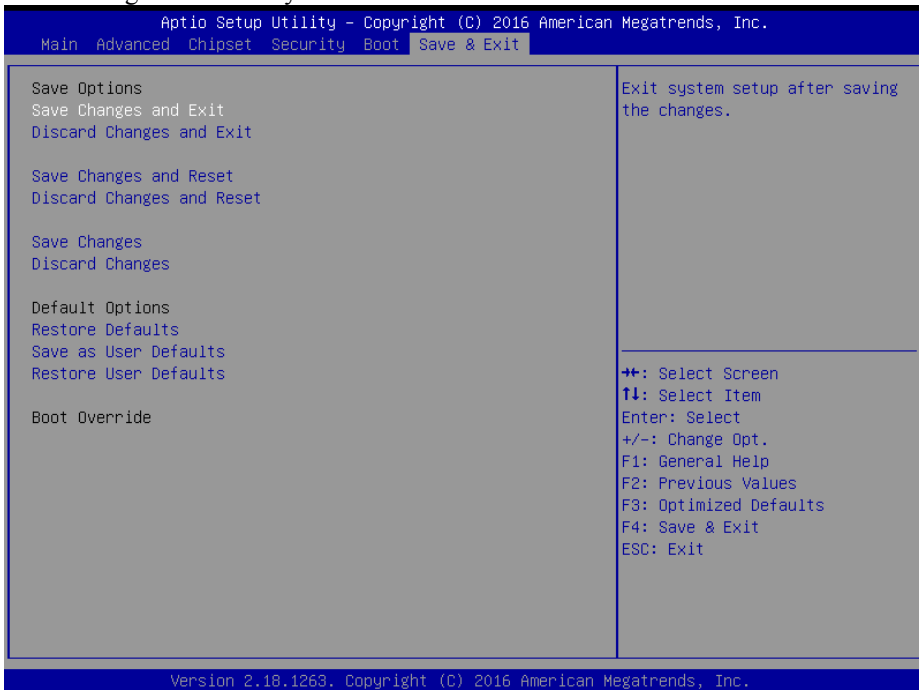 Aptio Setup Utility – Copyright (C) 2016 American Megatrends, Inc.
Main Advanced Chipset Security Boot Save & Exit
Save Options
Save Changes and Exit
Discard Changes and Exit
Save Changes and Reset
Discard Changes and Reset
Save Changes
Discard Changes
Default Options
Restore Defaults
Save as User Defaults
Restore User Defaults
Boot Override
Exit system setup after saving
the changes.
→←: Select Screen
↑↓: Select Item
Enter: Select
+/-: Change Opt.
F1: General Help
F2: Previous Values
F3: Optimized Defaults
F4: Save & Exit
ESC: Exit
Version 2.18.1263. Copyright (C) 2016 American Megatrends, Inc.